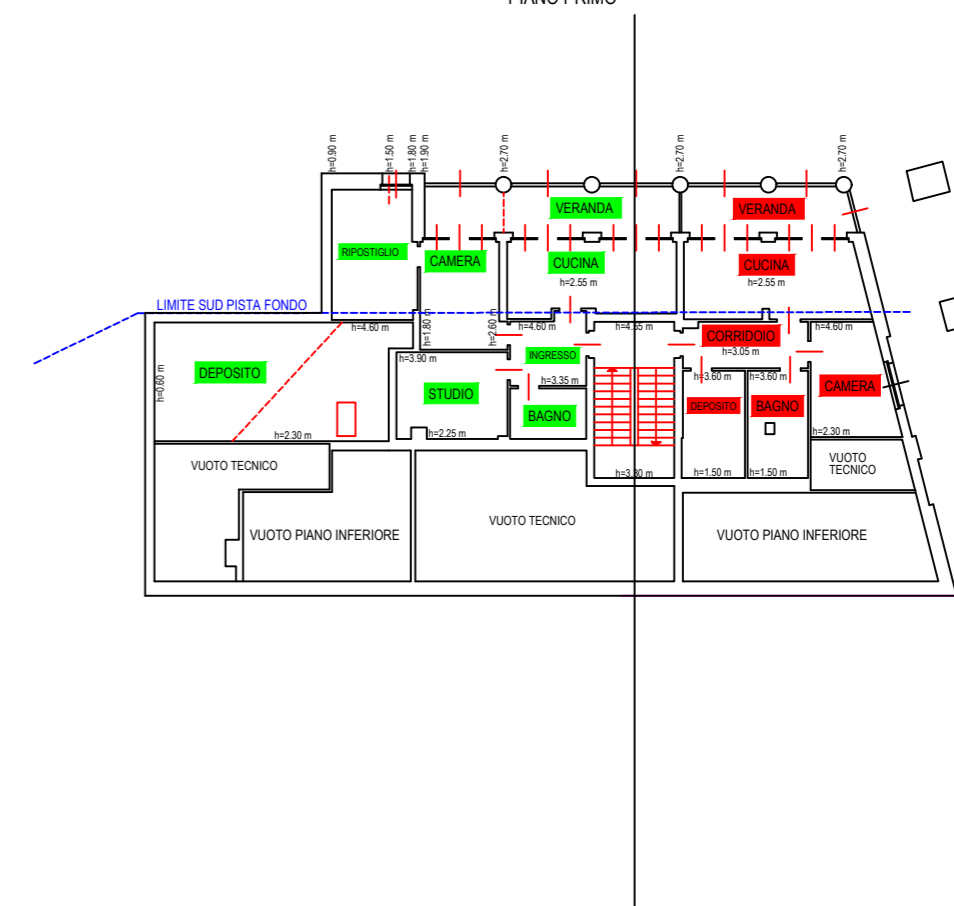 PIANO PRIMO
h=0.90 m
h=1.50 m
h=1.80 m
h=1.90 m
h=2.70 m
h=2.70 m
h=2.70 m
VERANDA
VERANDA
RIPOSTIGLIO
CAMERA
CUCINA
CUCINA
h=2.55 m
h=2.55 m
LIMITE SUD PISTA FONDO
h=4.60 m
h=1.80 m
h=2.60 m
h=4.60 m
h=4.55 m
CORRIDOIO
h=4.60 m
h=3.05 m
h=3.90 m
INGRESSO
h=0.60 m
DEPOSITO
h=3.35 m
h=3.60 m
h=3.60 m
STUDIO
CAMERA
BAGNO
DEPOSITO
BAGNO
h=2.30 m
h=2.25 m
h=2.30 m
VUOTO TECNICO
h=3.30 m
h=1.50 m
h=1.50 m
VUOTO
TECNICO
VUOTO PIANO INFERIORE
VUOTO TECNICO
VUOTO PIANO INFERIORE